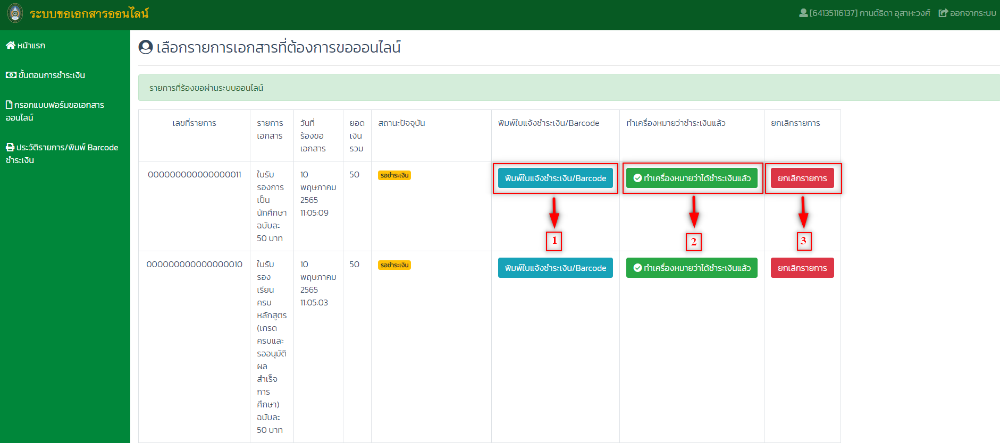 ระบบขอเอกสารออนไลน์
[64135116137] กานต์ธิดา อุสาหะวงศ์
ออกจากระบบ
หน้าแรก
ขั้นตอนการชำระเงิน
กรอกแบบฟอร์มขอเอกสาร
ออนไลน์
ประวัติรายการ/พิมพ์ Barcode
ชำระเงิน
เลือกรายการเอกสารที่ต้องการขอออนไลน์
รายการที่ร้องขอผ่านระบบออนไลน์
เลขที่รายการ
รายการ
เอกสาร
วันที่
ร้องขอ
เอกสาร
ยอด
เงิน
รวม
สถานะปัจจุบัน
พิมพ์ใบแจ้งชำระเงิน/Barcode
ทำเครื่องหมายว่าชำระเงินแล้ว
ยกเลิกรายการ
000000000000000011
ใบรับ
รองการ
เป็น
นักศึกษา
ฉบับละ
50 บาท
10
พฤษภาคม
2565
11:05:09
50
รอชำระเงิน
พิมพ์ใบแจ้งชำระเงิน/Barcode
ทำเครื่องหมายว่าได้ชำระเงินแล้ว
ยกเลิกรายการ
1
2
3
000000000000000010
ใบรับ
รอง
เรียน
ครบ
หลักสูตร
(เกรด
ครบและ
รออนุมัติ
ผล
สำเร็จ
การ
ศึกษา)
ฉบับละ
50 บาท
10
พฤษภาคม
2565
11:05:03
50
รอชำระเงิน
พิมพ์ใบแจ้งชำระเงิน/Barcode
ทำเครื่องหมายว่าได้ชำระเงินแล้ว
ยกเลิกรายการ